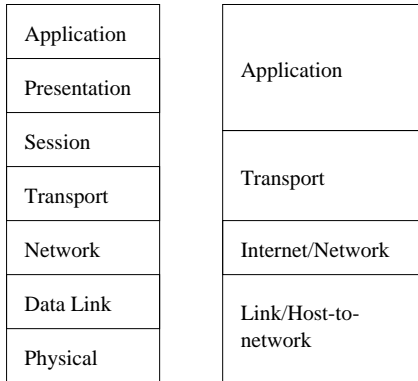 Application
Presentation
Session
Transport
Network
Data Link
Physical
Application
Transport
Internet/Network
Link/Host-to-
network